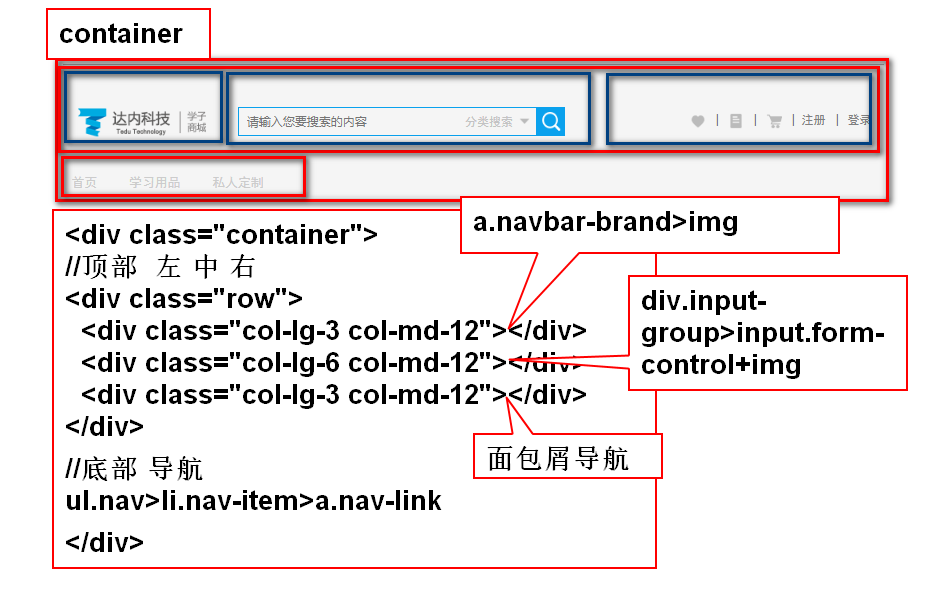 container
达内科技
Tedu Technology
学子
商城
请输入您要搜索的内容
分类搜索
| | | 注册 | 登录
首页 学习用品 私人定制
<div class="container">
//顶部 左 中 右
<div class="row">
<div class="col-lg-3 col-md-12"></div>
<div class="col-lg-6 col-md-12"></div>
<div class="col-lg-3 col-md-12"></div>
</div>
//底部 导航
ul.nav>li.nav-item>a.nav-link
</div>
a.navbar-brand>img
div.input-
group>input.form-
control+img
面包屑导航